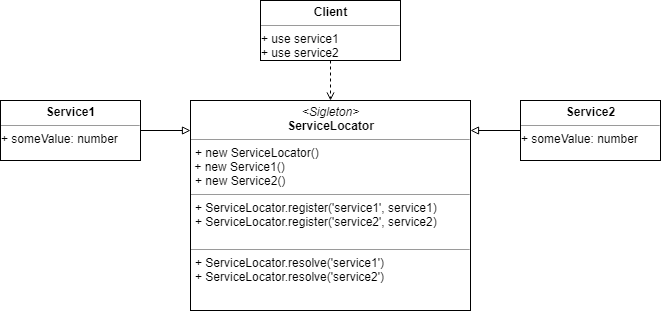 Client
+ use service1
+ use service2
Service1
+ someValue: number
<Sigleton>
ServiceLocator
+ new ServiceLocator()
+ new Service1()
+ new Service2()
+ ServiceLocator.register('service1', service1)
+ ServiceLocator.register('service2', service2)
+ ServiceLocator.resolve('service1')
+ ServiceLocator.resolve('service2')
Service2
+ someValue: number